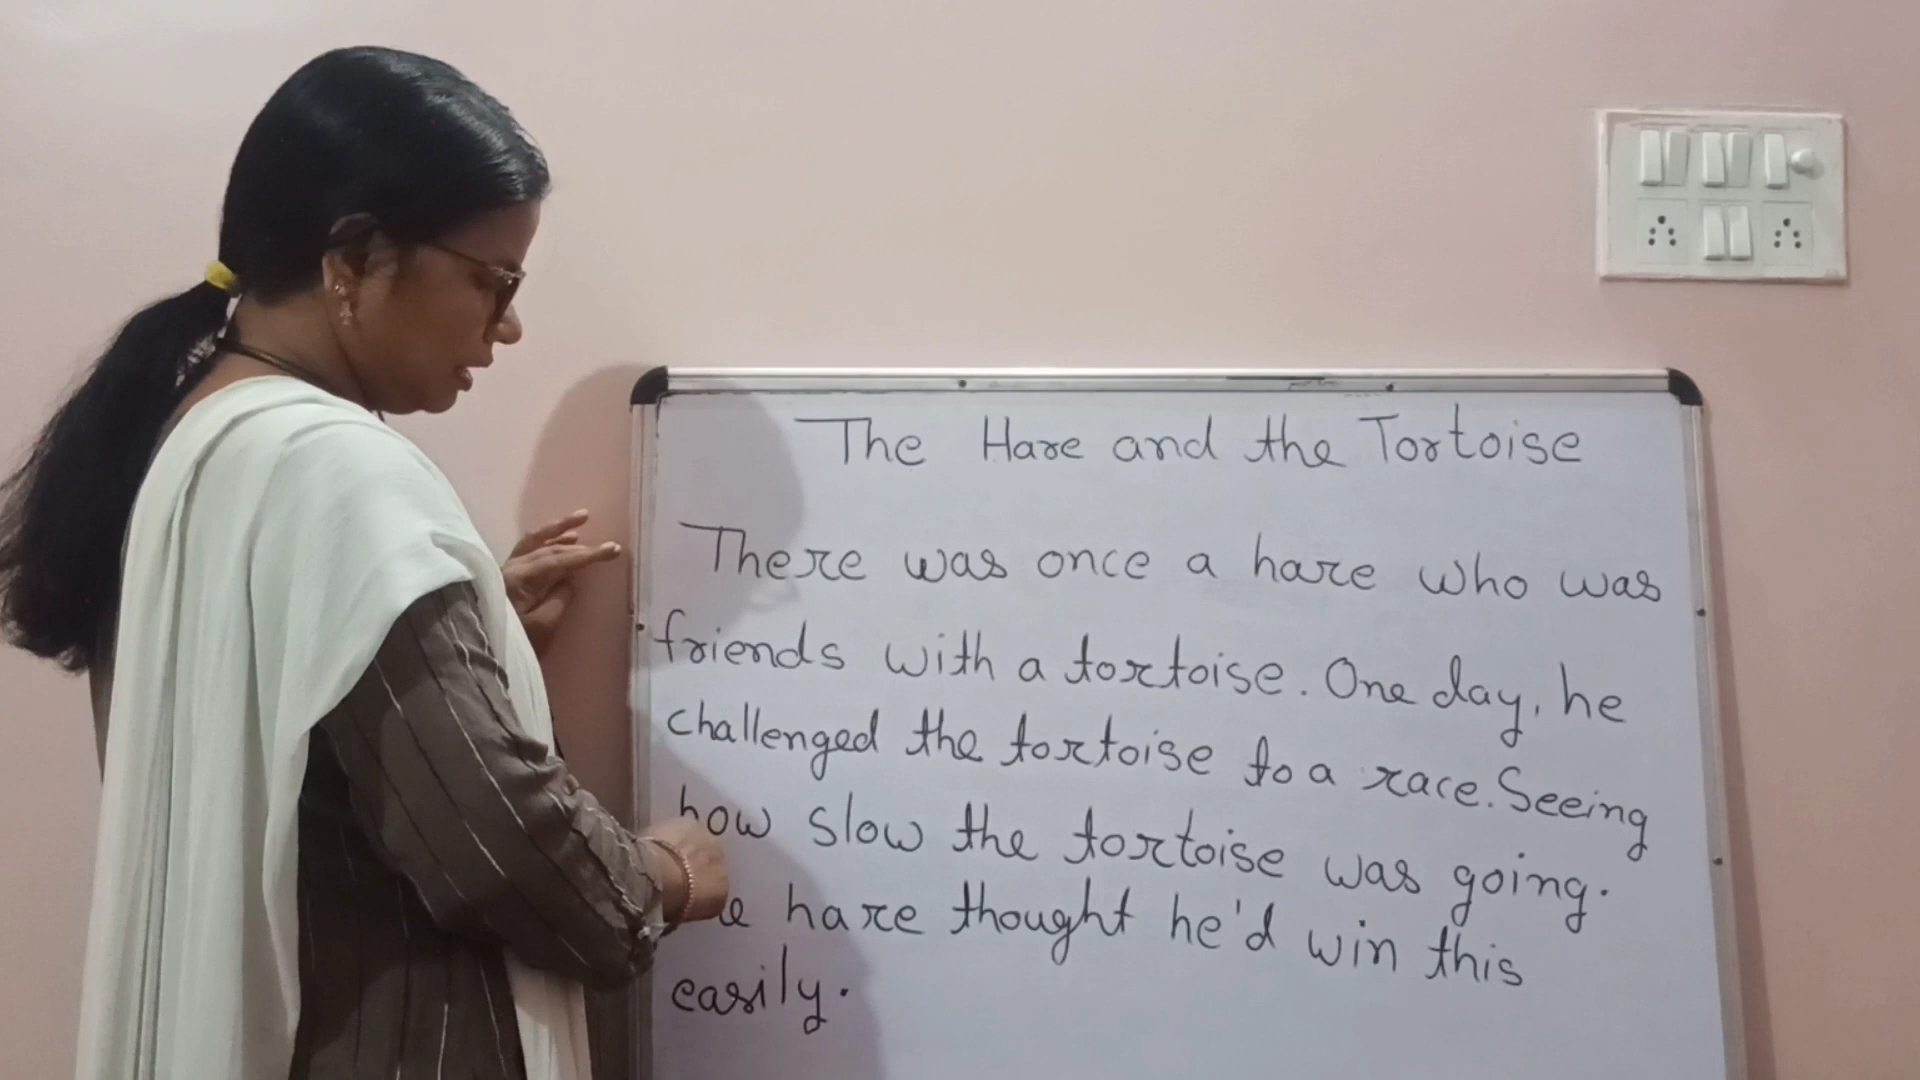 The Hare and the Tortoise
There was once a hare who was
friends with a tortoise. One day, he
challenged the tortoise to a race. Seeing
how slow the tortoise was going.
hare thought he'd win this
easily.